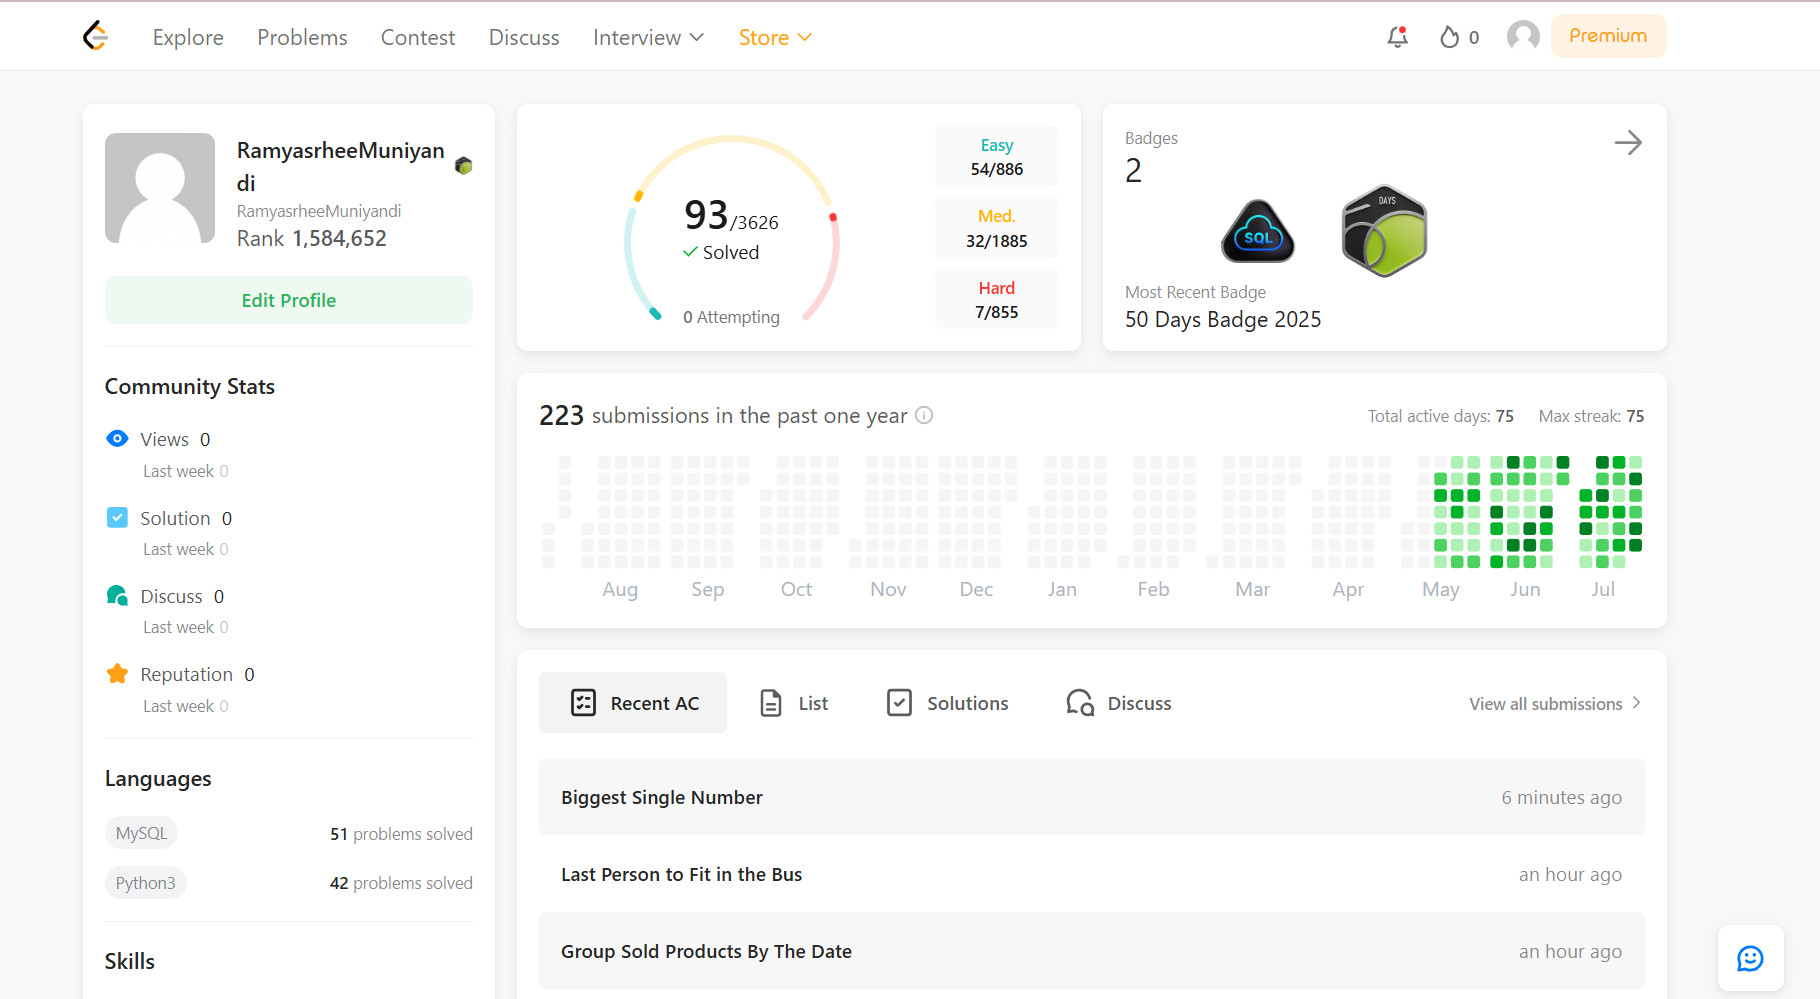 Explore Problems Contest Discuss Interview Store 0 Premium
RamyasrheeMuniyan
di
RamyasrheeMuniyandi
Rank 1,584,652
Edit Profile
Community Stats
Views 0
Last week 0
Solution 0
Last week 0
Discuss 0
Last week 0
Reputation 0
Last week 0
Languages
MySQL 51 problems solved
Python3 42 problems solved
Skills
93/3626
Solved
0 Attempting
Easy
54/886
Med.
32/1885
Hard
7/855
Badges
2
SQL
DAYS
Most Recent Badge
50 Days Badge 2025
223 submissions in the past one year Total active days: 75 Max streak: 75
Aug Sep Oct Nov Dec Jan Feb Mar Apr May Jun Jul
Recent AC List Solutions Discuss View all submissions
Biggest Single Number 6 minutes ago
Last Person to Fit in the Bus an hour ago
Group Sold Products By The Date an hour ago